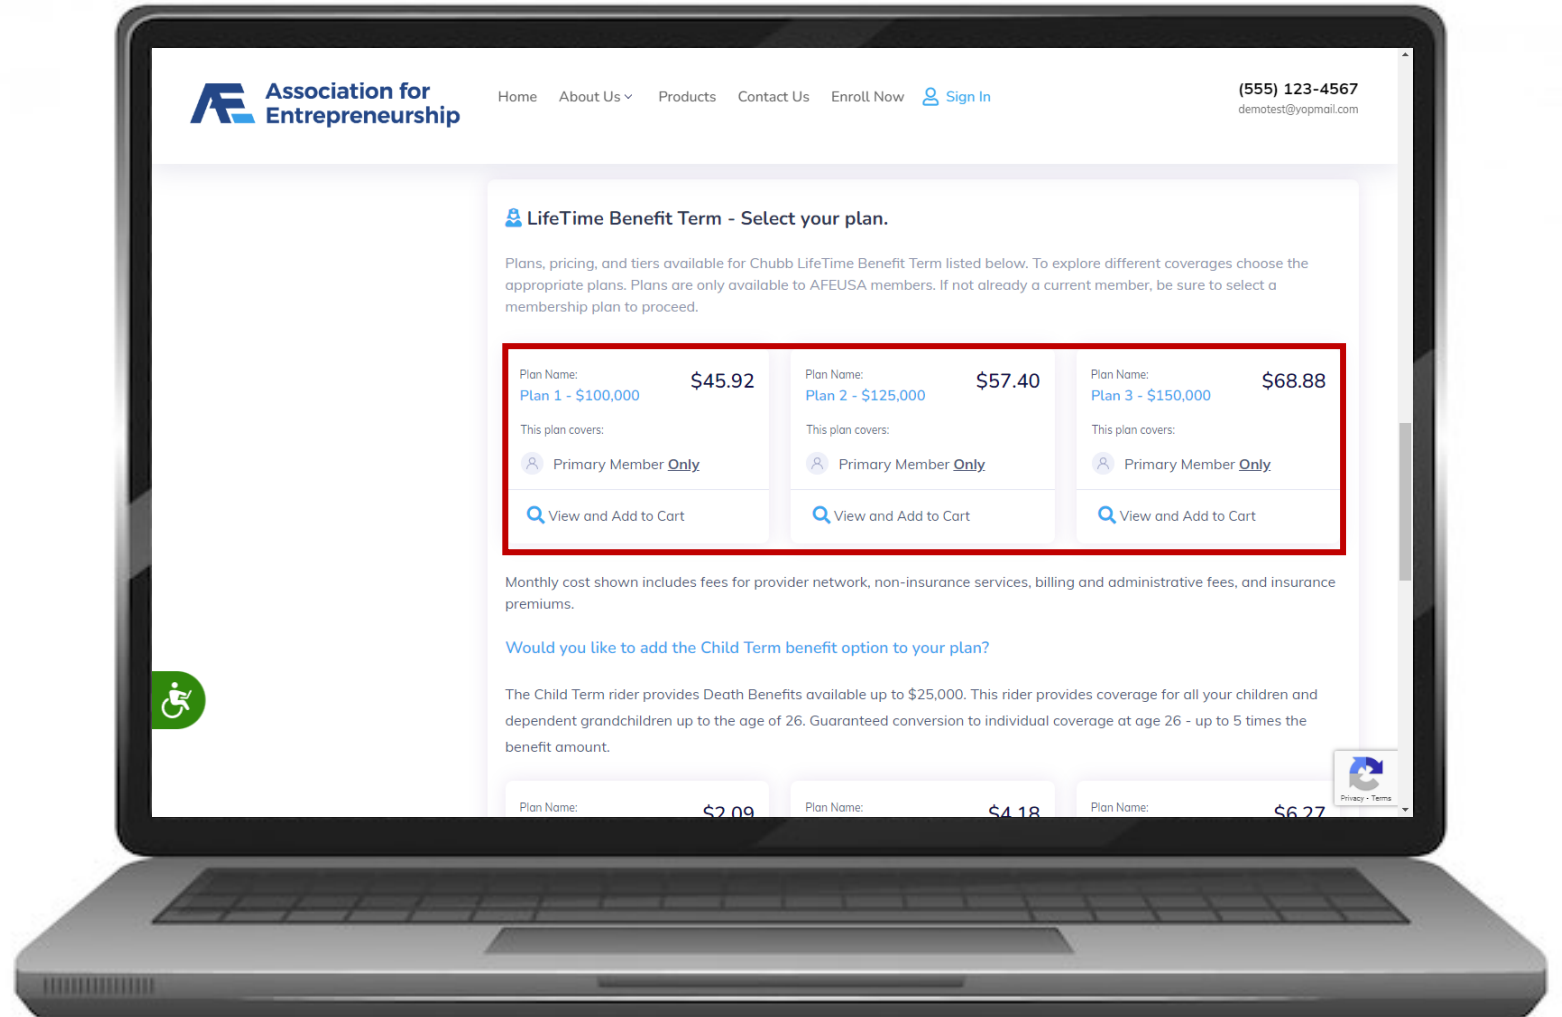 Association for
Entrepreneurship
Home About Us Products Contact Us Enroll Now Sign In
(555) 123-4567
demotest@yopmail.com
LifeTime Benefit Term - Select your plan.
Plans, pricing, and tiers available for Chubb LifeTime Benefit Term listed below. To explore different coverages choose the
appropriate plans. Plans are only available to AFEUSA members. If not already a current member, be sure to select a
membership plan to proceed.
Plan Name:
Plan 1 - $100,000
$45.92
This plan covers:
Primary Member Only
View and Add to Cart
Plan Name:
Plan 2 - $125,000
$57.40
This plan covers:
Primary Member Only
View and Add to Cart
Plan Name:
Plan 3 - $150,000
$68.88
This plan covers:
Primary Member Only
View and Add to Cart
Monthly cost shown includes fees for provider network, non-insurance services, billing and administrative fees, and insurance
premiums.
Would you like to add the Child Term benefit option to your plan?
The Child Term rider provides Death Benefits available up to $25,000. This rider provides coverage for all your children and
dependent grandchildren up to the age of 26. Guaranteed conversion to individual coverage at age 26 - up to 5 times the
benefit amount.
Plan Name:
$2.09
Plan Name:
$4.18
Plan Name:
$6.27
Privacy - Terms